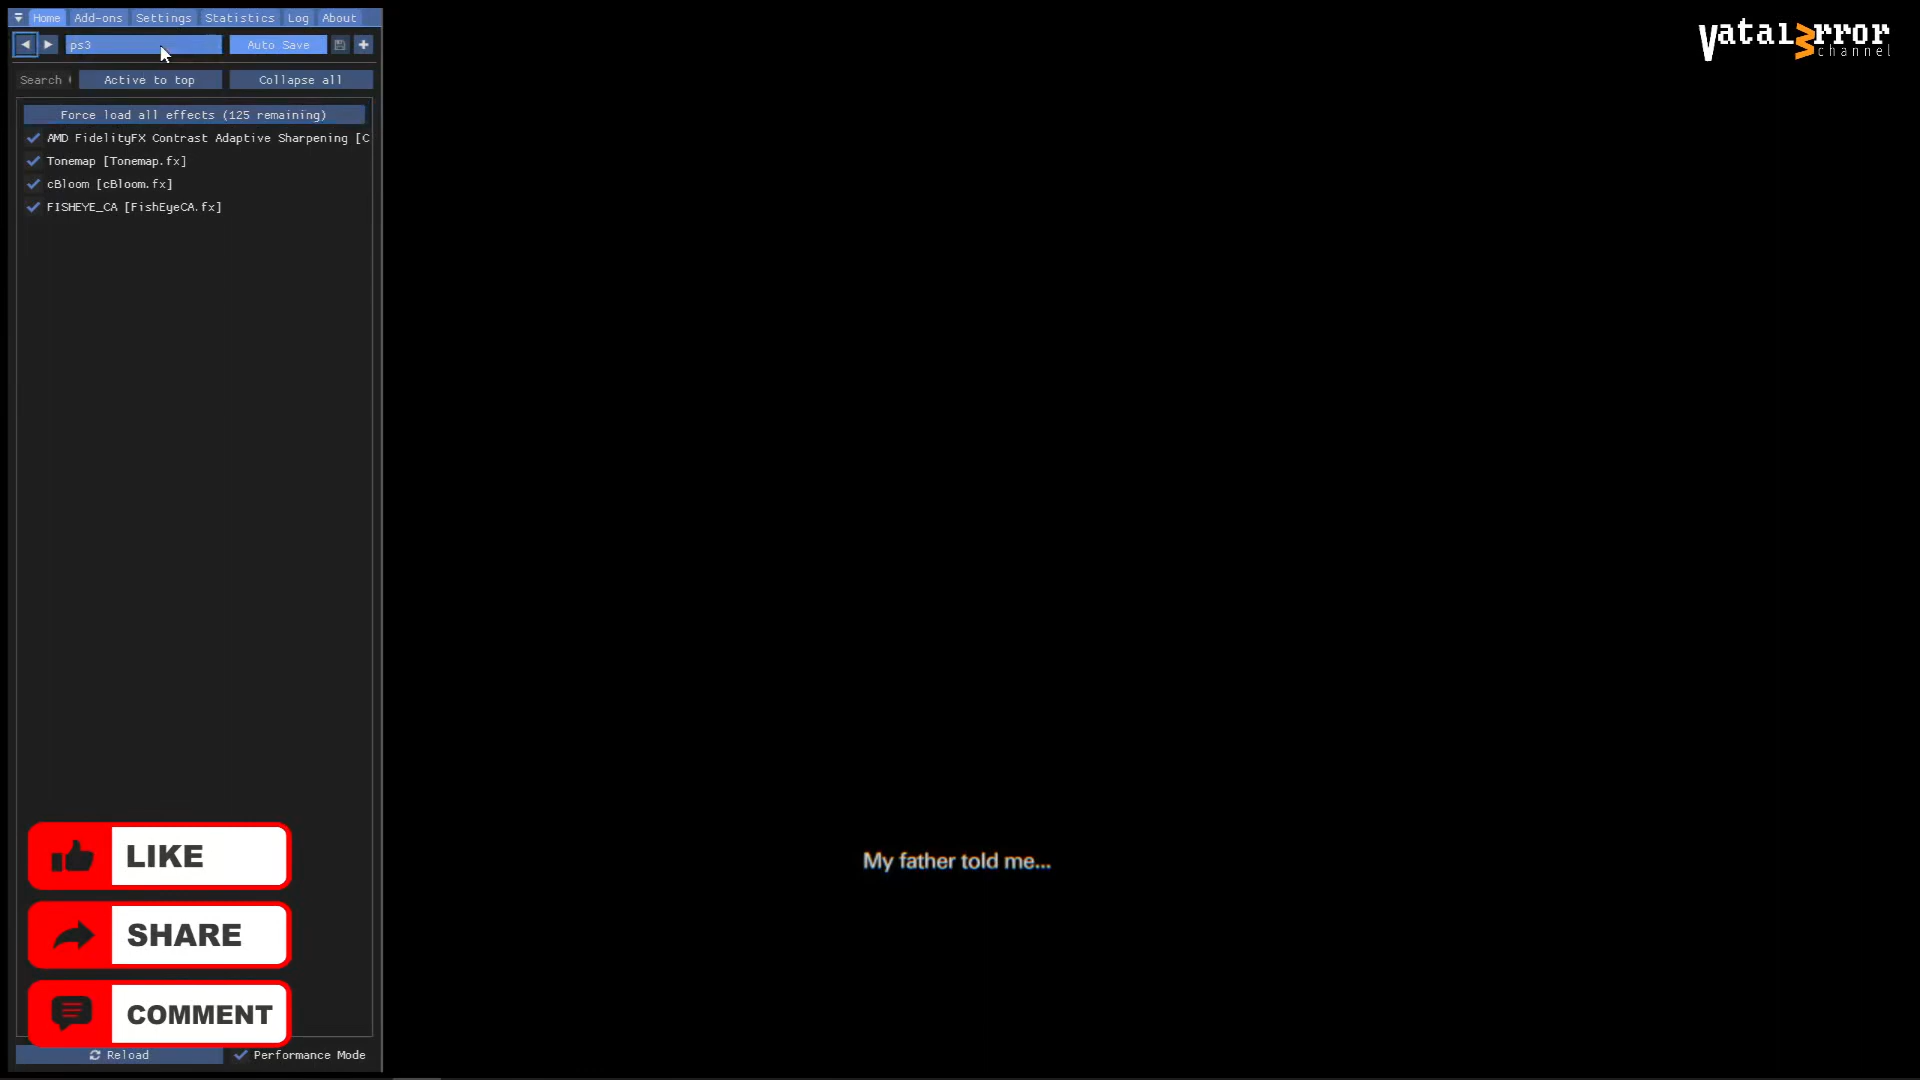 Home Add-ons Settings Statistics Log About
ps3 Auto Save
Search Active to top Collapse all
Force load all effects (125 remaining)
AMD FidelityFX Contrast Adaptive Sharpening [C
Tonemap [Tonemap.fx]
cBloom [cBloom.fx]
FISHEYE_CA [FishEyeCA.fx]
Vatal3rror
channel
My father told me...
LIKE
SHARE
COMMENT
Reload Performance Mode